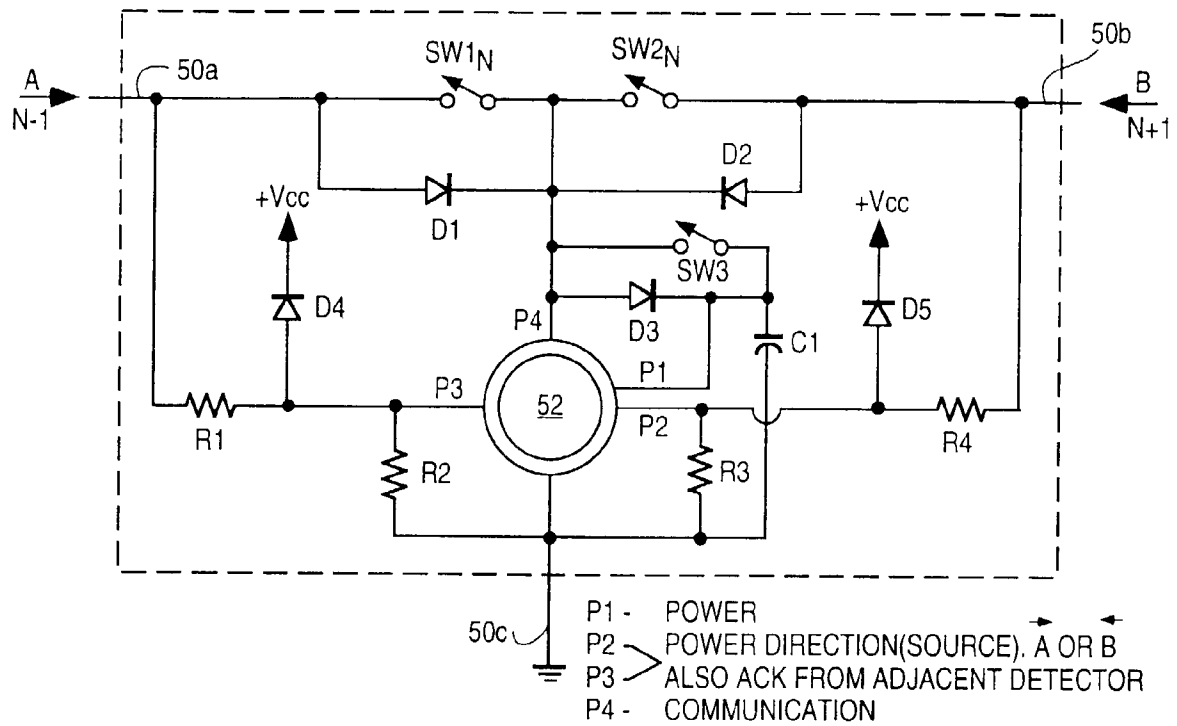 50b
SW1N
SW2N
50a
A
N-1
B
N+1
D2
+Vcc
D1
+Vcc
SW3
D4
D5
P4
D3
C1
P1
P3
52
P2
R1
R4
R2
R3
50c
P1 - POWER
P2 POWER DIRECTION(SOURCE). A OR B
P3 ALSO ACK FROM ADJACENT DETECTOR
P4 - COMMUNICATION